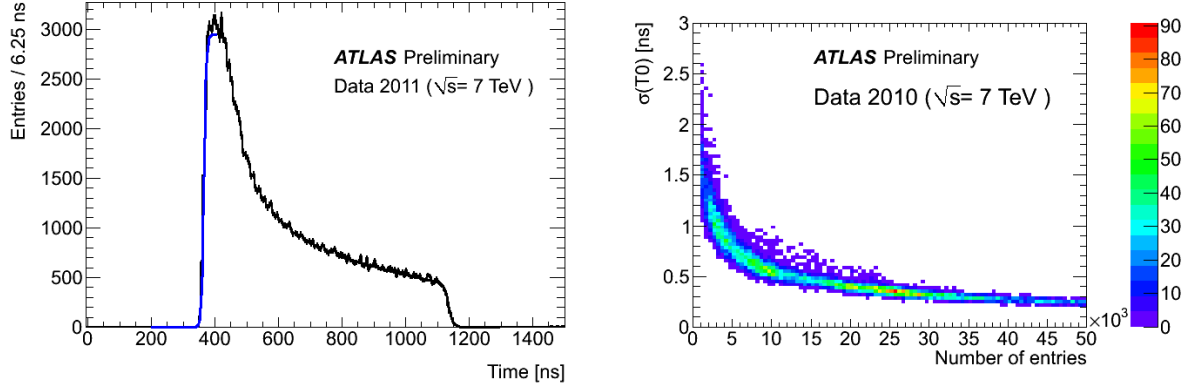 Entries / 6.25 ns
3000
2500
2000
1500
1000
500
0
ATLAS Preliminary
Data 2011 (√s= 7 TeV )
0 200 400 600 800 1000 1200 1400
Time [ns]
σ(T0) [ns]
3
2.5
2
1.5
1
0.5
0
ATLAS Preliminary
Data 2010 (√s= 7 TeV )
0 5 10 15 20 25 30 35 40 45 50
×10³
Number of entries
90
80
70
60
50
40
30
20
10
0